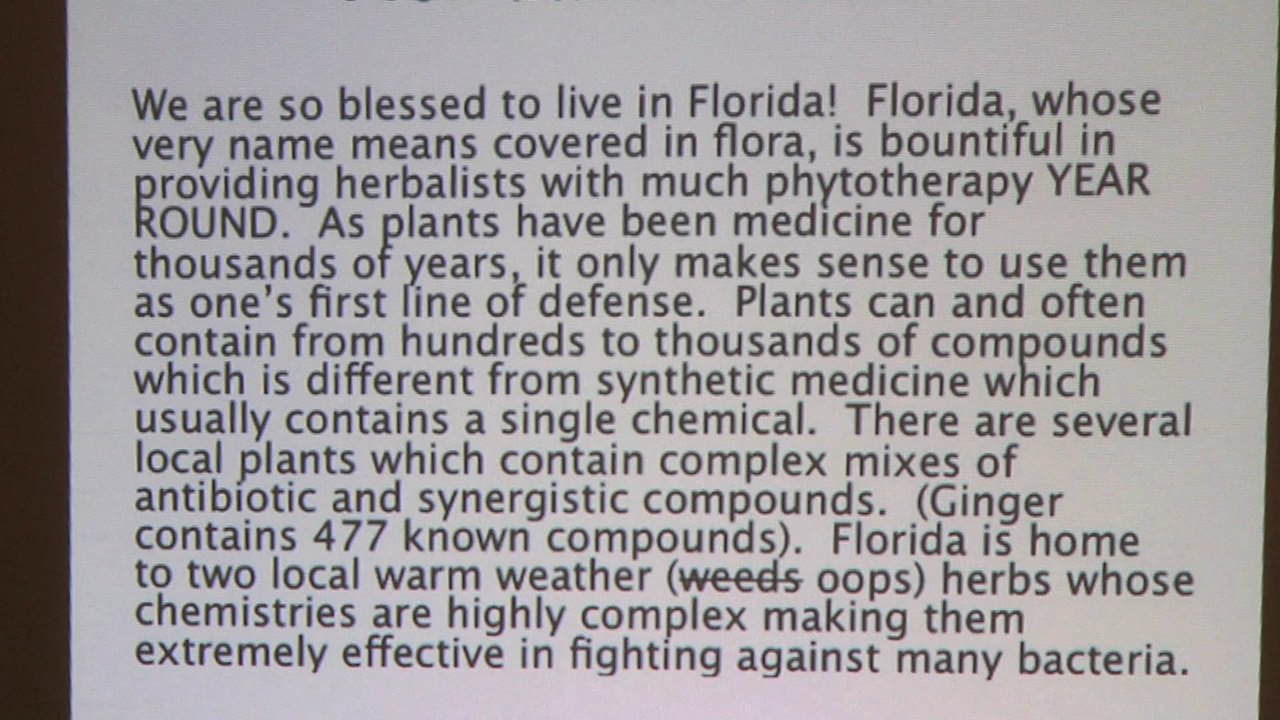 We are so blessed to live in Florida!  Florida, whose
very name means covered in flora, is bountiful in
providing herbalists with much phytotherapy YEAR
ROUND.  As plants have been medicine for
thousands of years, it only makes sense to use them
as one's first line of defense.  Plants can and often
contain from hundreds to thousands of compounds
which is different from synthetic medicine which
usually contains a single chemical.  There are several
local plants which contain complex mixes of
antibiotic and synergistic compounds.  (Ginger
contains 477 known compounds).  Florida is home
to two local warm weather (weeds oops) herbs whose
chemistries are highly complex making them
extremely effective in fighting against many bacteria.